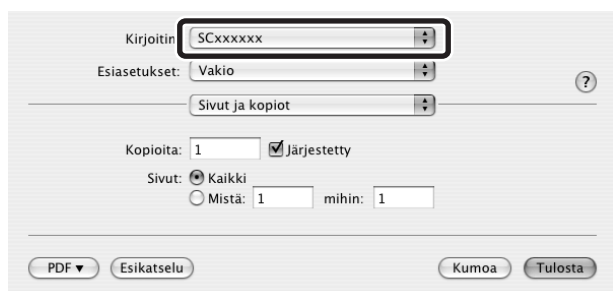 Kirjoitin SCxxxxxx
Esiasetukset: Vakio
?
Sivut ja kopiot
Kopioita: 1 Järjestetty
Sivut: Kaikki
Mistä: 1 mihin: 1
PDF Esikatselu Kumoa Tulosta